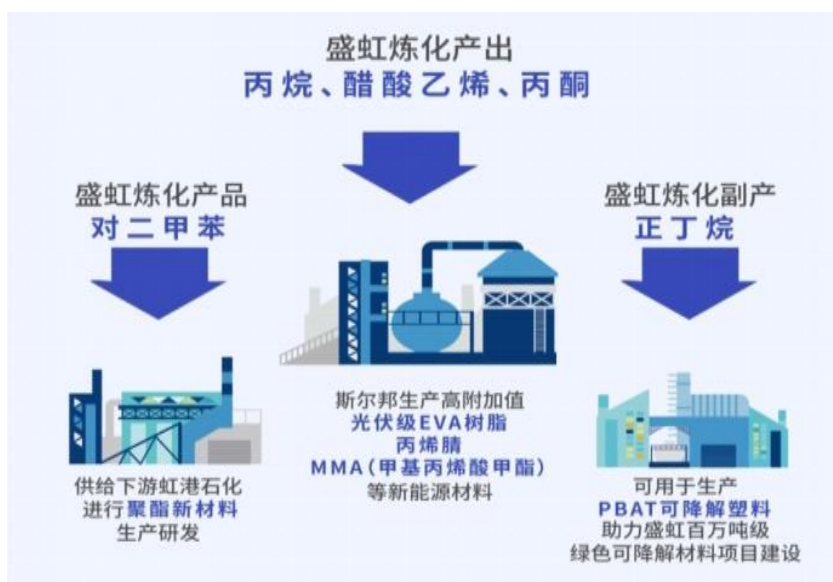 盛虹炼化产出
丙烷、醋酸乙烯、丙酮
盛虹炼化产品
对二甲苯
盛虹炼化副产
正丁烷
斯尔邦生产高附加值
光伏级EVA树脂
丙烯腈
MMA(甲基丙烯酸甲酯)
等新能源材料
供给下游虹港石化
进行聚酯新材料
生产研发
可用于生产
PBAT可降解塑料
助力盛虹百万吨级
绿色可降解材料项目建设